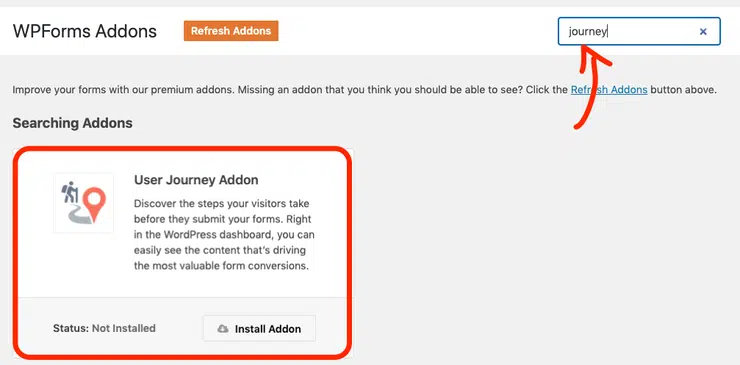 WPForms Addons
Refresh Addons
journey
Improve your forms with our premium addons. Missing an addon that you think you should be able to see? Click the Refresh Addons button above.
Searching Addons
User Journey Addon
Discover the steps your visitors take
before they submit your forms. Right
in the WordPress dashboard, you can
easily see the content that's driving
the most valuable form conversions.
Status: Not Installed
Install Addon